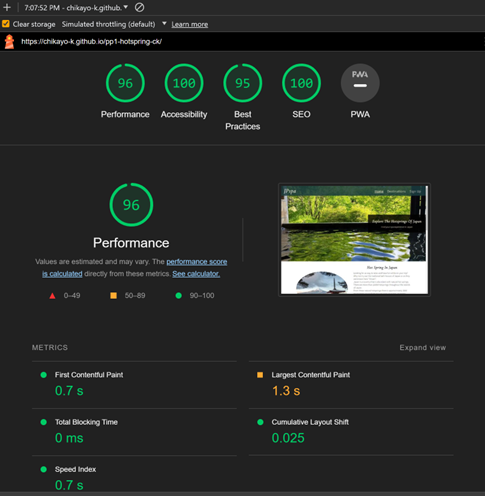 7:07:52 PM - chikayo-k.github.
Clear storage Simulated throttling (default) Learn more
https://chikayo-k.github.io/pp1-hotspring-ck/
96 100 95 100 PWA
Performance Accessibility Best Practices SEO PWA
96
Performance
Values are estimated and may vary. The performance score
is calculated directly from these metrics. See calculator.
0–49 50–89 90–100
Explore The Hotsprings Of Japan
Hot Spring In Japan
METRICS Expand view
First Contentful Paint
0.7 s
Largest Contentful Paint
1.3 s
Total Blocking Time
0 ms
Cumulative Layout Shift
0.025
Speed Index
0.7 s